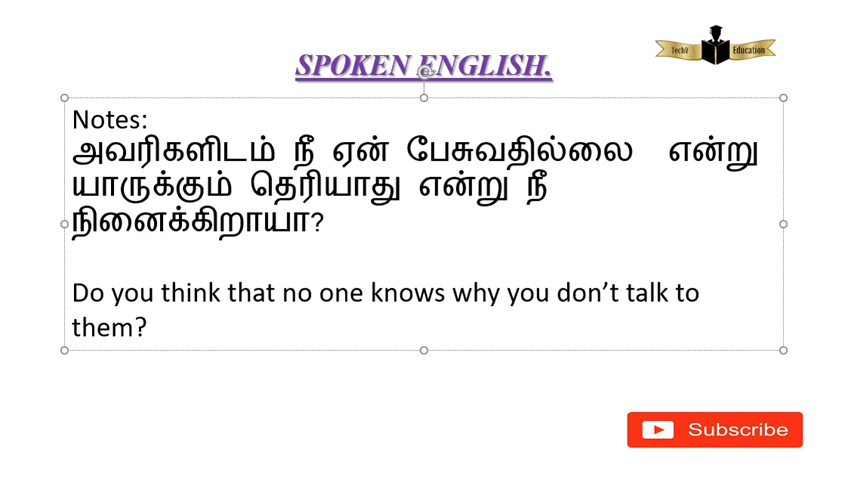 TechV Education
SPOKEN ENGLISH.
Notes:
அவரிகளிடம் நீ ஏன் பேசுவதில்லை என்று
யாருக்கும் தெரியாது என்று நீ
நினைக்கிறாயா?
Do you think that no one knows why you don’t talk to
them?
Subscribe